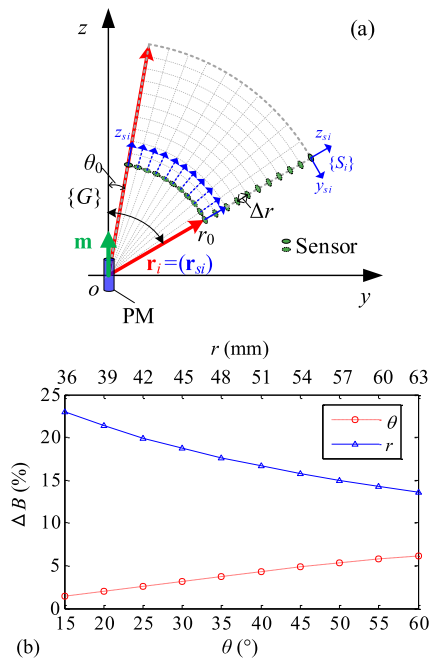 z
(a)
z_si
z_si
{S_i}
y_si
θ_0
{G}
Δr
r_0
m
r_i=(r_si)
Sensor
o
y
PM
r (mm)
36 39 42 45 48 51 54 57 60 63
25
20
15
10
5
0
Δ B (%)
θ
r
15 20 25 30 35 40 45 50 55 60
(b)
θ (°)